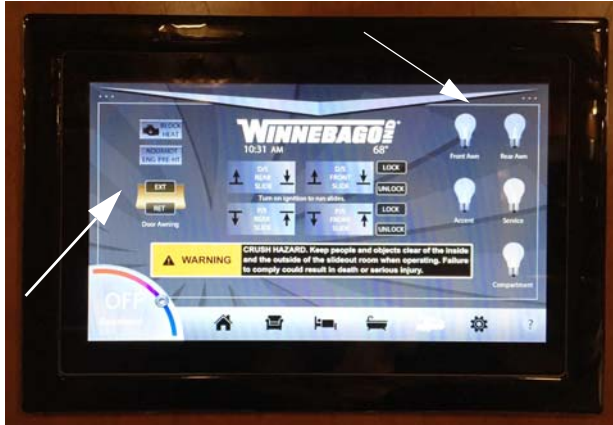 BLOCK
HEAT
WINNEBAGO IND
10:31 AM 68°
AQUAHOT
ENG PRE-HT
D/S
REAR
SLIDE
D/S
FRONT
SLIDE
LOCK
UNLOCK
Turn on ignition to run slides.
P/S
REAR
SLIDE
P/S
FRONT
SLIDE
LOCK
UNLOCK
EXT
RET
Door Awning
Front Awn
Rear Awn
Accent
Service
Compartment
WARNING
CRUSH HAZARD. Keep people and objects clear of the inside
and the outside of the slideout room when operating. Failure
to comply could result in death or serious injury.
OFF
?